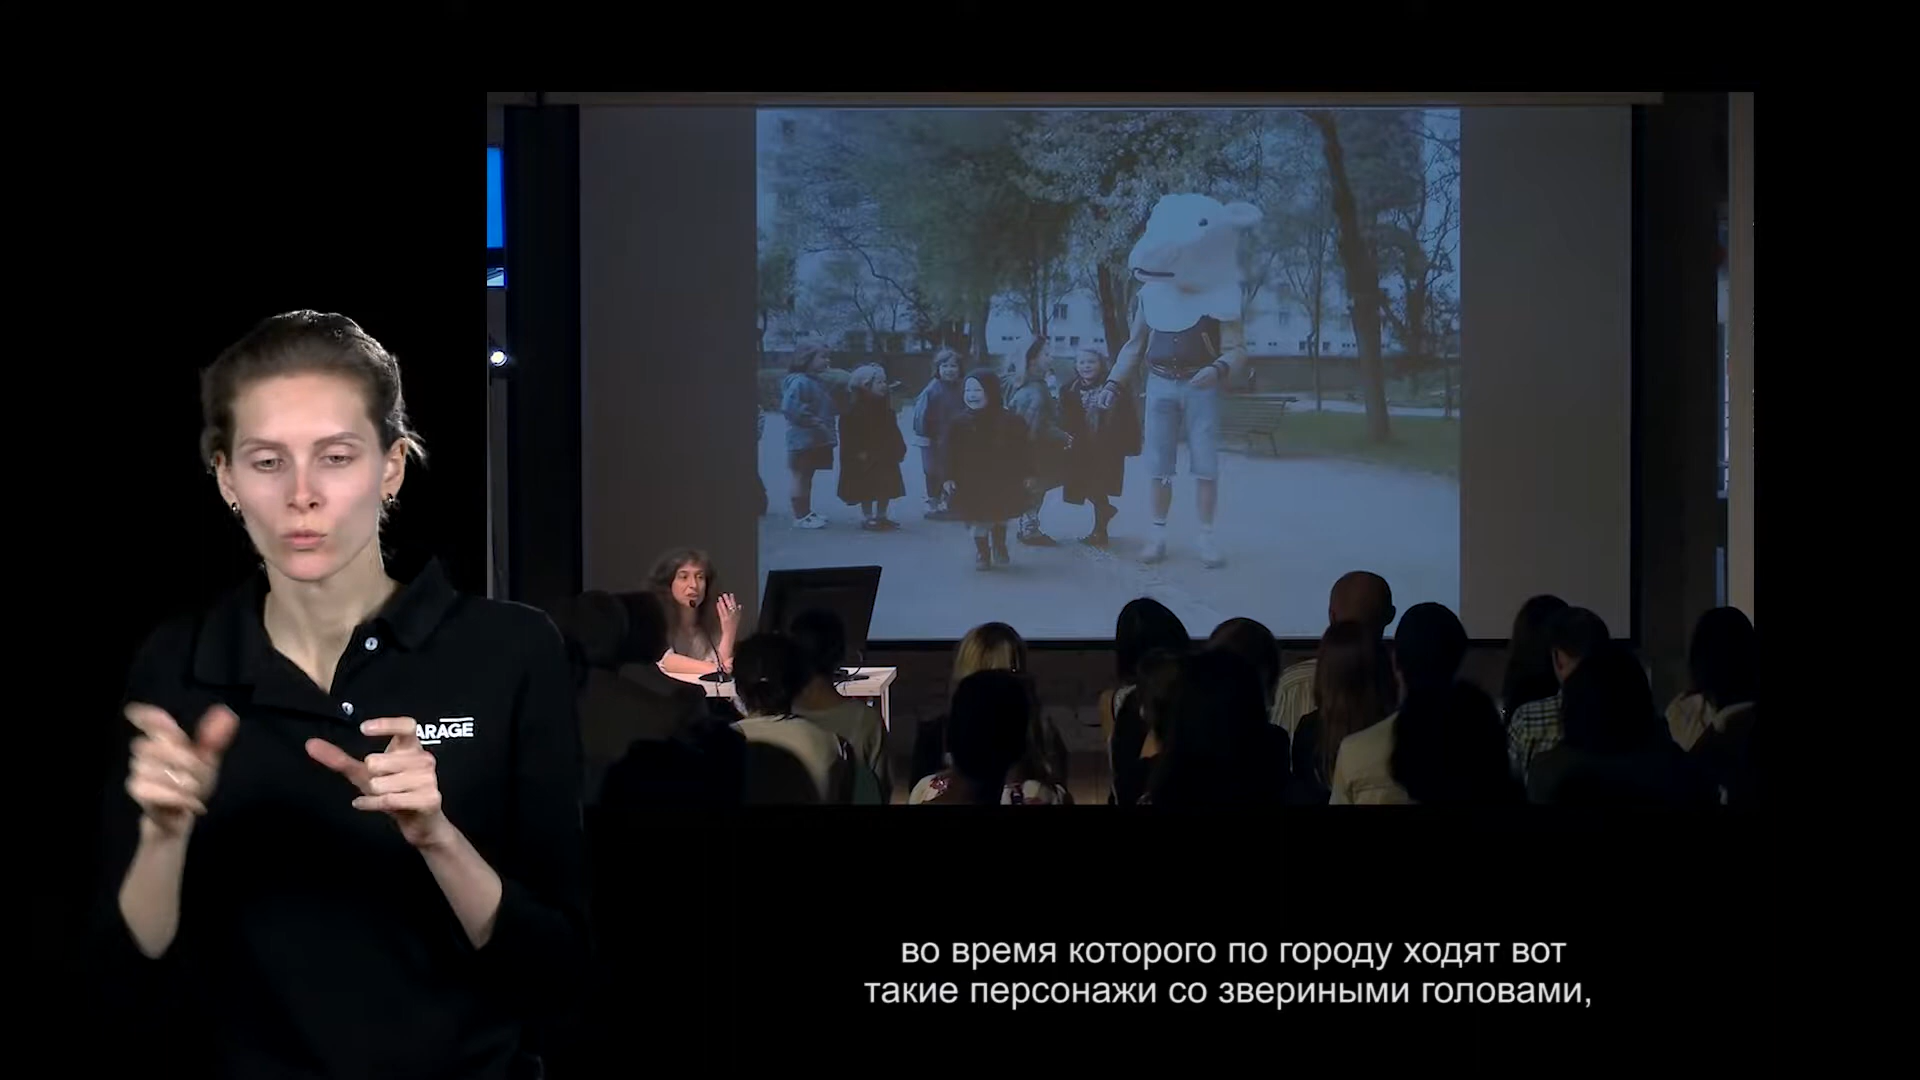 ARAGE
во время которого по городу ходят вот
такие персонажи со звериными головами,